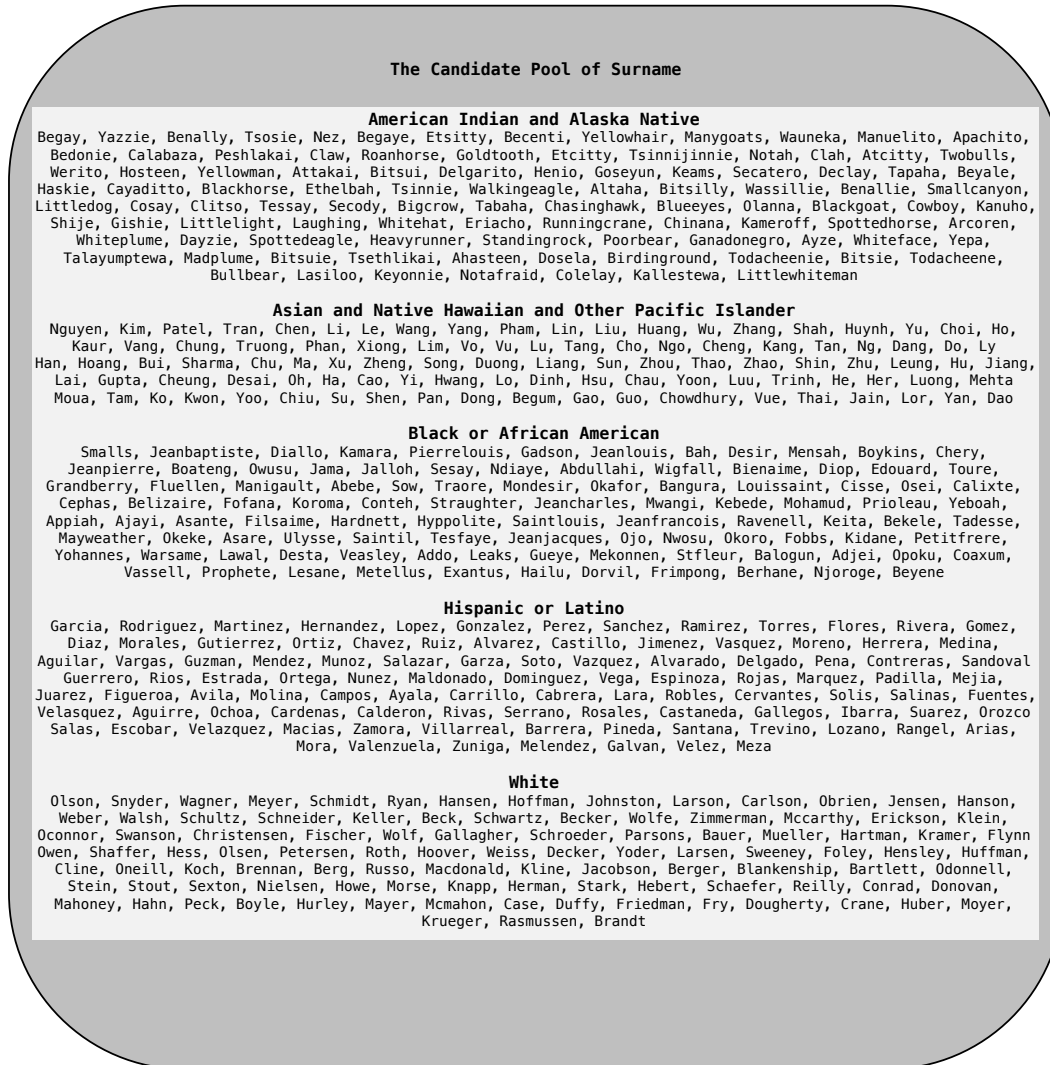 The Candidate Pool of Surname
American Indian and Alaska Native
Begay, Yazzie, Benally, Tsosie, Nez, Begaye, Etsitty, Becenti, Yellowhair, Manygoats, Wauneka, Manuelito, Apachito,
Bedonie, Calabaza, Peshlakai, Claw, Roanhorse, Goldtooth, Etcitty, Tsinnijinnie, Notah, Clah, Atcitty, Twobulls,
Werito, Hosteen, Yellowman, Attakai, Bitsui, Delgarito, Henio, Goseyun, Keams, Secatero, Declay, Tapaha, Beyale,
Haskie, Cayaditto, Blackhorse, Ethelbah, Tsinnie, Walkingeagle, Altaha, Bitsilly, Wassillie, Benallie, Smallcanyon,
Littledog, Cosay, Clitso, Tessay, Secody, Bigcrow, Tabaha, Chasinghawk, Blueeyes, Olanna, Blackgoat, Cowboy, Kanuho,
Shije, Gishie, Littlelight, Laughing, Whitehat, Eriacho, Runningcrane, Chinana, Kameroff, Spottedhorse, Arcoren,
Whiteplume, Dayzie, Spottedeagle, Heavyrunner, Standingrock, Poorbear, Ganadonegro, Ayze, Whiteface, Yepa,
Talayumptewa, Madplume, Bitsuie, Tsethlikai, Ahasteen, Dosela, Birdinground, Todacheenie, Bitsie, Todacheene,
Bullbear, Lasiloo, Keyonnie, Notafraid, Colelay, Kallestewa, Littlewhiteman
Asian and Native Hawaiian and Other Pacific Islander
Nguyen, Kim, Patel, Tran, Chen, Li, Le, Wang, Yang, Pham, Lin, Liu, Huang, Wu, Zhang, Shah, Huynh, Yu, Choi, Ho,
Kaur, Vang, Chung, Truong, Phan, Xiong, Lim, Vo, Vu, Lu, Tang, Cho, Ngo, Cheng, Kang, Tan, Ng, Dang, Do, Ly
Han, Hoang, Bui, Sharma, Chu, Ma, Xu, Zheng, Song, Duong, Liang, Sun, Zhou, Thao, Zhao, Shin, Zhu, Leung, Hu, Jiang,
Lai, Gupta, Cheung, Desai, Oh, Ha, Cao, Yi, Hwang, Lo, Dinh, Hsu, Chau, Yoon, Luu, Trinh, He, Her, Luong, Mehta
Moua, Tam, Ko, Kwon, Yoo, Chiu, Su, Shen, Pan, Dong, Begum, Gao, Guo, Chowdhury, Vue, Thai, Jain, Lor, Yan, Dao
Black or African American
Smalls, Jeanbaptiste, Diallo, Kamara, Pierrelouis, Gadson, Jeanlouis, Bah, Desir, Mensah, Boykins, Chery,
Jeanpierre, Boateng, Owusu, Jama, Jalloh, Sesay, Ndiaye, Abdullahi, Wigfall, Bienaime, Diop, Edouard, Toure,
Grandberry, Fluellen, Manigault, Abebe, Sow, Traore, Mondesir, Okafor, Bangura, Louissaint, Cisse, Osei, Calixte,
Cephas, Belizaire, Fofana, Koroma, Conteh, Straughter, Jeancharles, Mwangi, Kebede, Mohamud, Prioleau, Yeboah,
Appiah, Ajayi, Asante, Filsaime, Hardnett, Hyppolite, Saintlouis, Jeanfrancois, Ravenell, Keita, Bekele, Tadesse,
Mayweather, Okeke, Asare, Ulysse, Saintil, Tesfaye, Jeanjacques, Ojo, Nwosu, Okoro, Fobbs, Kidane, Petitfrere,
Yohannes, Warsame, Lawal, Desta, Veasley, Addo, Leaks, Gueye, Mekonnen, Stfleur, Balogun, Adjei, Opoku, Coaxum,
Vassell, Prophete, Lesane, Metellus, Exantus, Hailu, Dorvil, Frimpong, Berhane, Njoroge, Beyene
Hispanic or Latino
Garcia, Rodriguez, Martinez, Hernandez, Lopez, Gonzalez, Perez, Sanchez, Ramirez, Torres, Flores, Rivera, Gomez,
Diaz, Morales, Gutierrez, Ortiz, Chavez, Ruiz, Alvarez, Castillo, Jimenez, Vasquez, Moreno, Herrera, Medina,
Aguilar, Vargas, Guzman, Mendez, Munoz, Salazar, Garza, Soto, Vazquez, Alvarado, Delgado, Pena, Contreras, Sandoval
Guerrero, Rios, Estrada, Ortega, Nunez, Maldonado, Dominguez, Vega, Espinoza, Rojas, Marquez, Padilla, Mejia,
Juarez, Figueroa, Avila, Molina, Campos, Ayala, Carrillo, Cabrera, Lara, Robles, Cervantes, Solis, Salinas, Fuentes,
Velasquez, Aguirre, Ochoa, Cardenas, Calderon, Rivas, Serrano, Rosales, Castaneda, Gallegos, Ibarra, Suarez, Orozco
Salas, Escobar, Velazquez, Macias, Zamora, Villarreal, Barrera, Pineda, Santana, Trevino, Lozano, Rangel, Arias,
Mora, Valenzuela, Zuniga, Melendez, Galvan, Velez, Meza
White
Olson, Snyder, Wagner, Meyer, Schmidt, Ryan, Hansen, Hoffman, Johnston, Larson, Carlson, Obrien, Jensen, Hanson,
Weber, Walsh, Schultz, Schneider, Keller, Beck, Schwartz, Becker, Wolfe, Zimmerman, Mccarthy, Erickson, Klein,
Oconnor, Swanson, Christensen, Fischer, Wolf, Gallagher, Schroeder, Parsons, Bauer, Mueller, Hartman, Kramer, Flynn
Owen, Shaffer, Hess, Olsen, Petersen, Roth, Hoover, Weiss, Decker, Yoder, Larsen, Sweeney, Foley, Hensley, Huffman,
Cline, Oneill, Koch, Brennan, Berg, Russo, Macdonald, Kline, Jacobson, Berger, Blankenship, Bartlett, Odonnell,
Stein, Stout, Sexton, Nielsen, Howe, Morse, Knapp, Herman, Stark, Hebert, Schaefer, Reilly, Conrad, Donovan,
Mahoney, Hahn, Peck, Boyle, Hurley, Mayer, Mcmahon, Case, Duffy, Friedman, Fry, Dougherty, Crane, Huber, Moyer,
Krueger, Rasmussen, Brandt